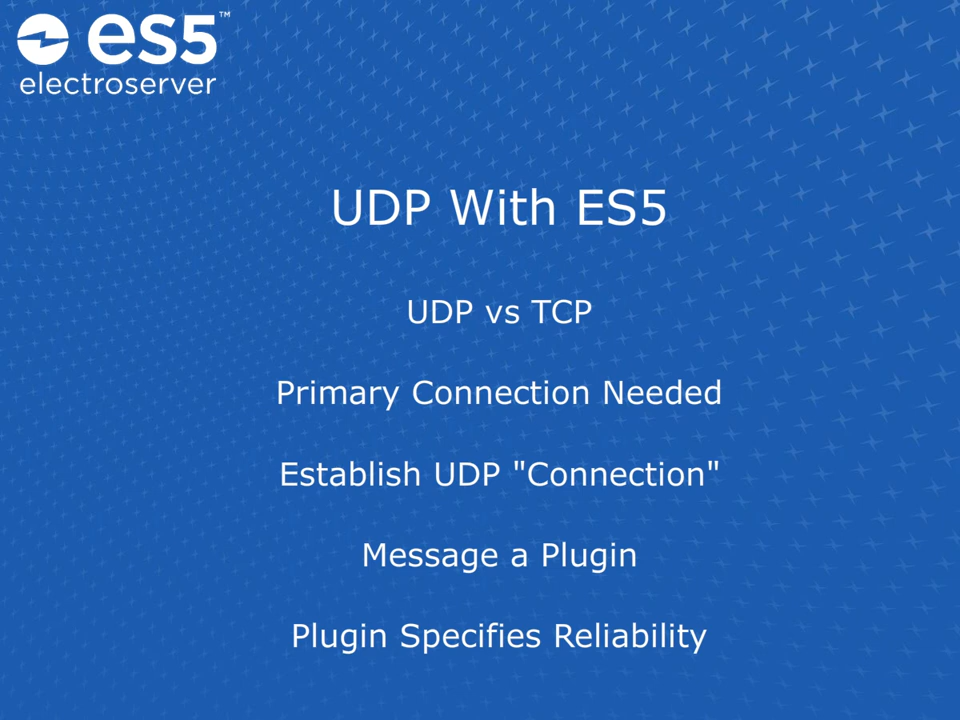 es5™
electroserver
UDP With ES5
UDP vs TCP
Primary Connection Needed
Establish UDP "Connection"
Message a Plugin
Plugin Specifies Reliability